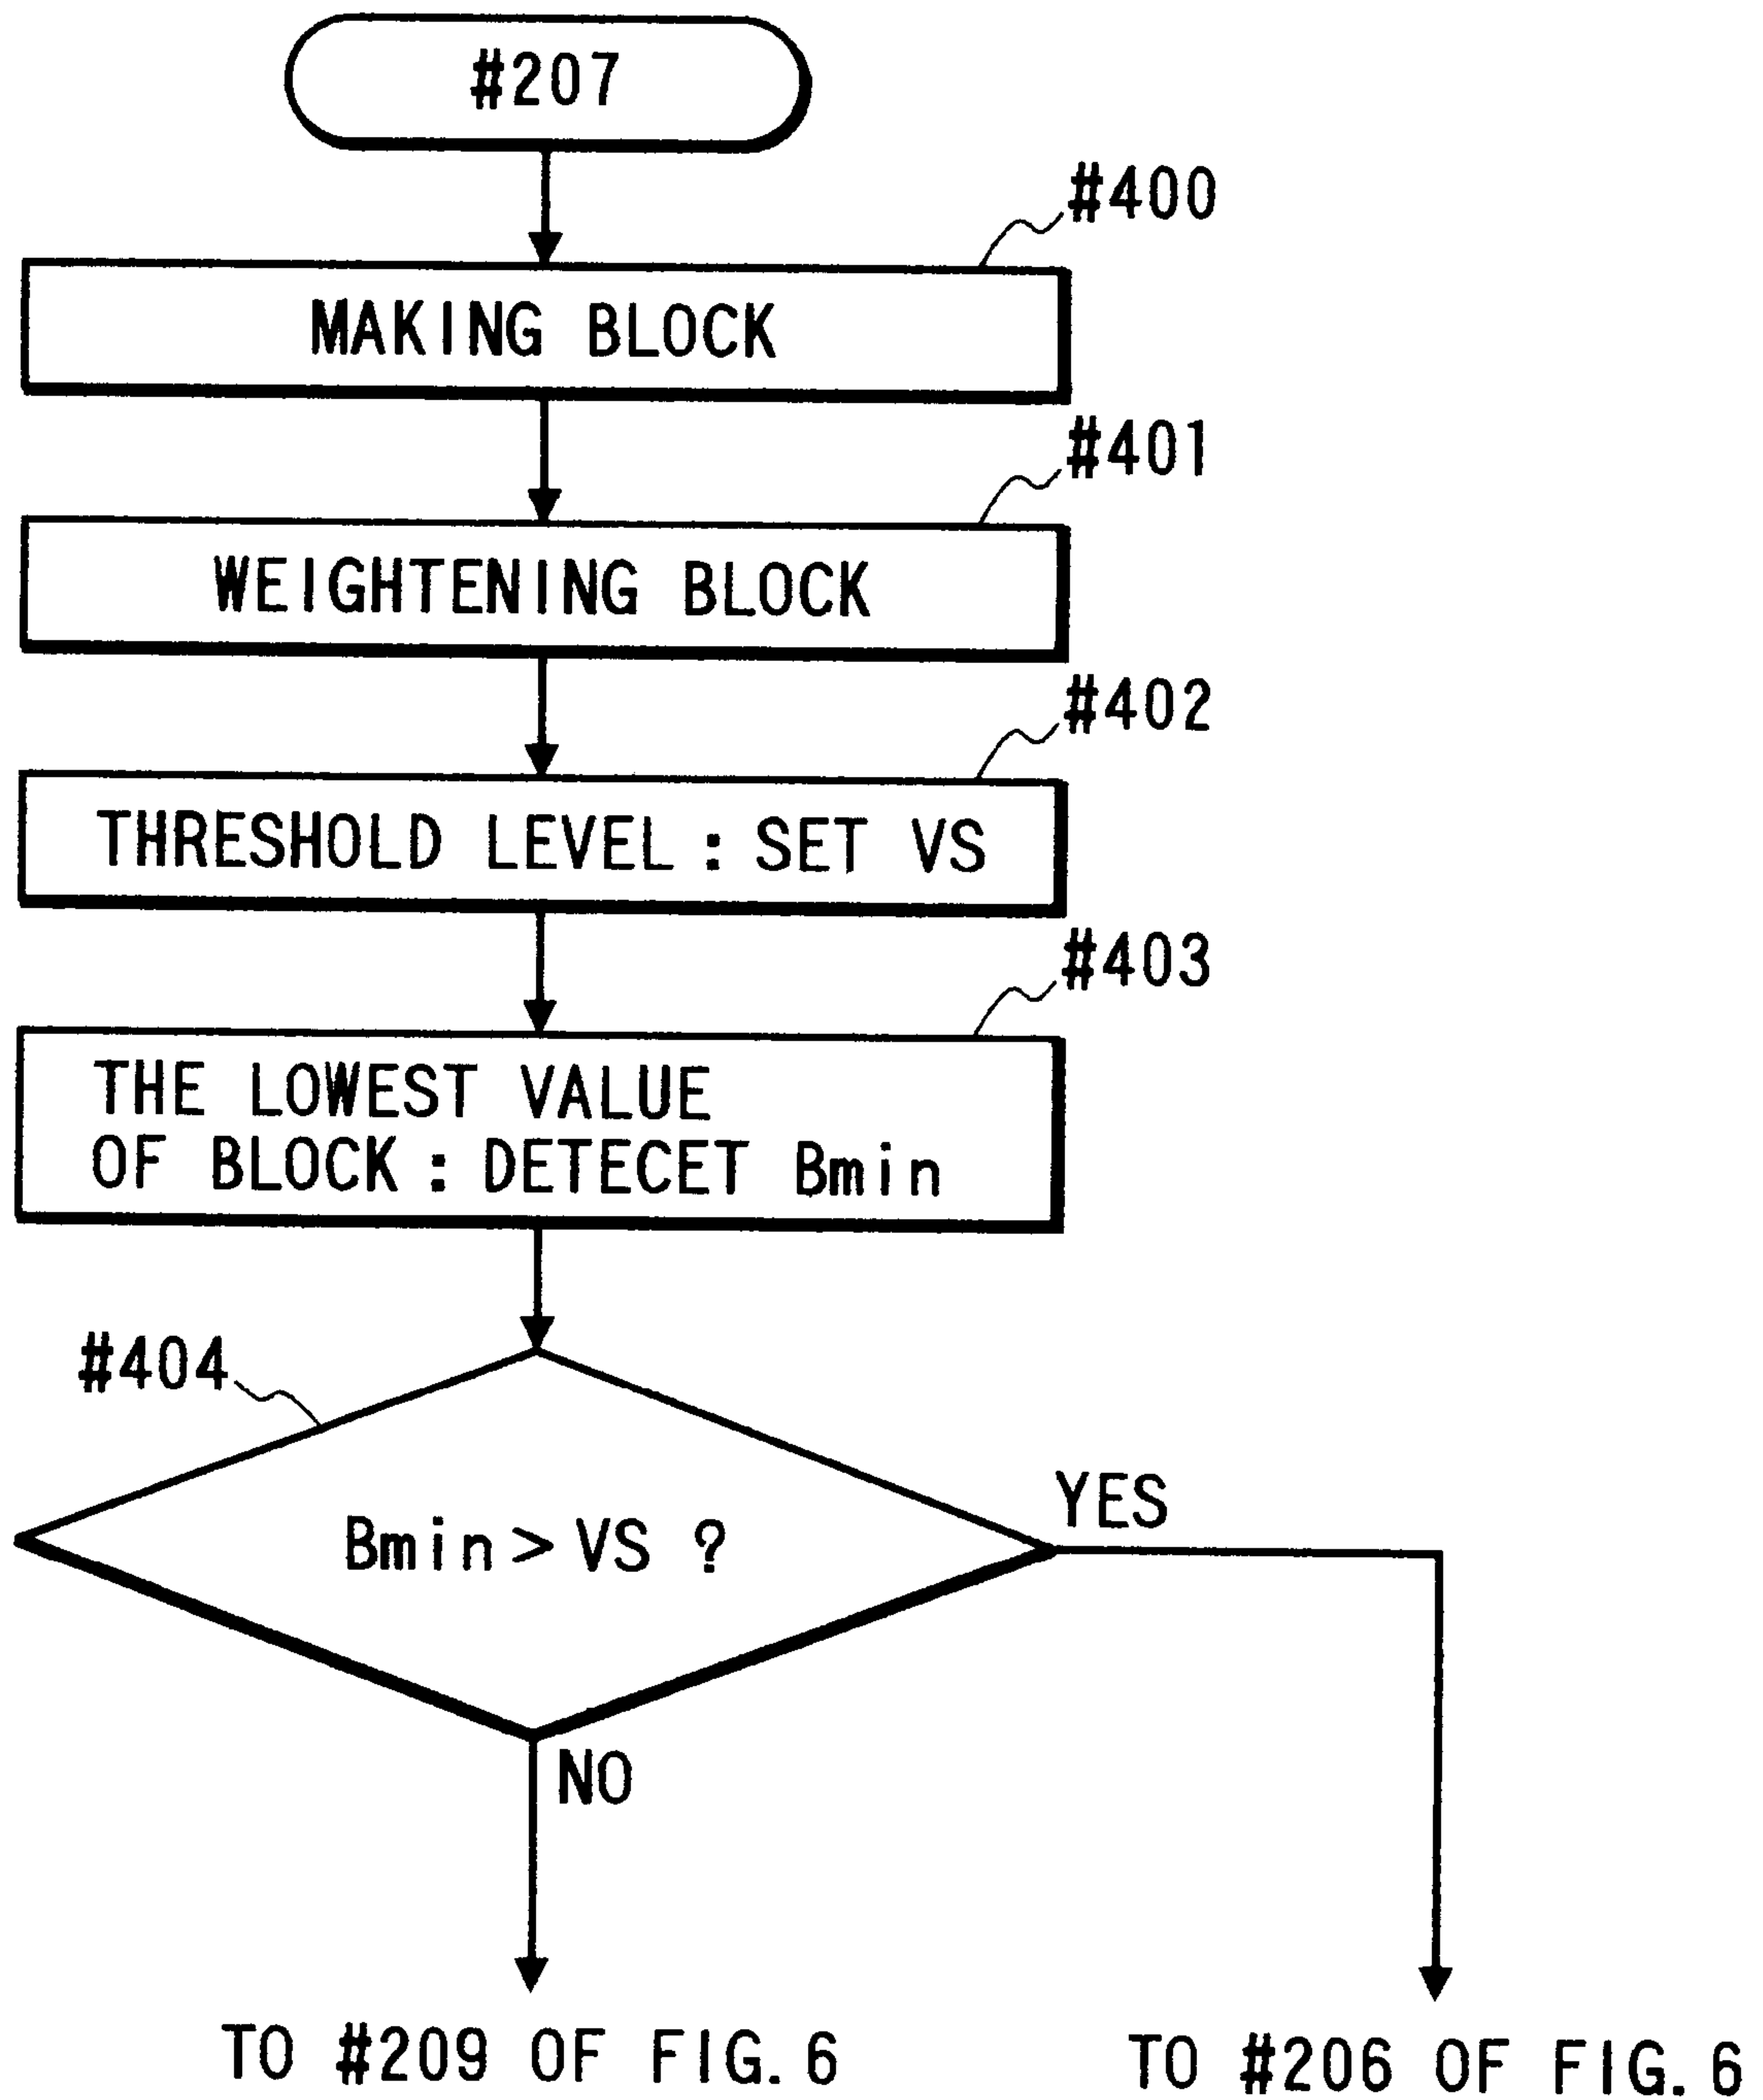 #207
#400
MAKING BLOCK
#401
WEIGHTENING BLOCK
#402
THRESHOLD LEVEL: SET VS
#403
THE LOWEST VALUE
OF BLOCK: DETECET Bmin
#404
Bmin > VS ?
YES
NO
TO #209 OF FIG. 6
TO #206 OF FIG. 6